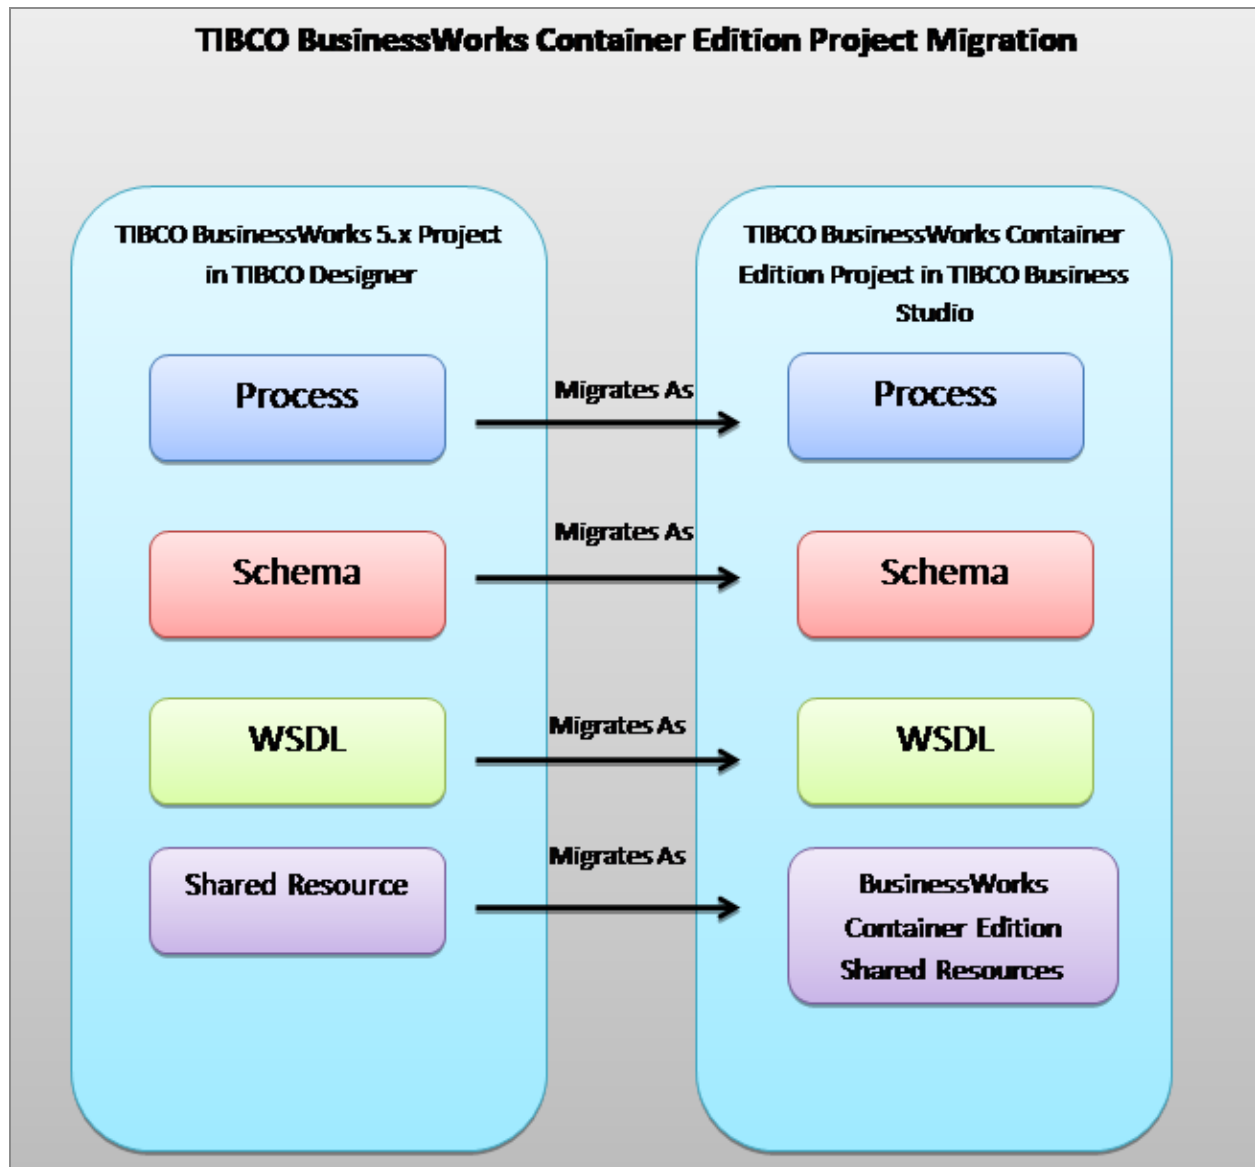 TIBCO BusinessWorks Container Edition Project Migration
TIBCO BusinessWorks 5.x Project
in TIBCO Designer
TIBCO BusinessWorks Container
Edition Project in TIBCO Business
Studio
Process
Migrates As
Process
Schema
Migrates As
Schema
WSDL
Migrates As
WSDL
Shared Resource
Migrates As
BusinessWorks
Container Edition
Shared Resources